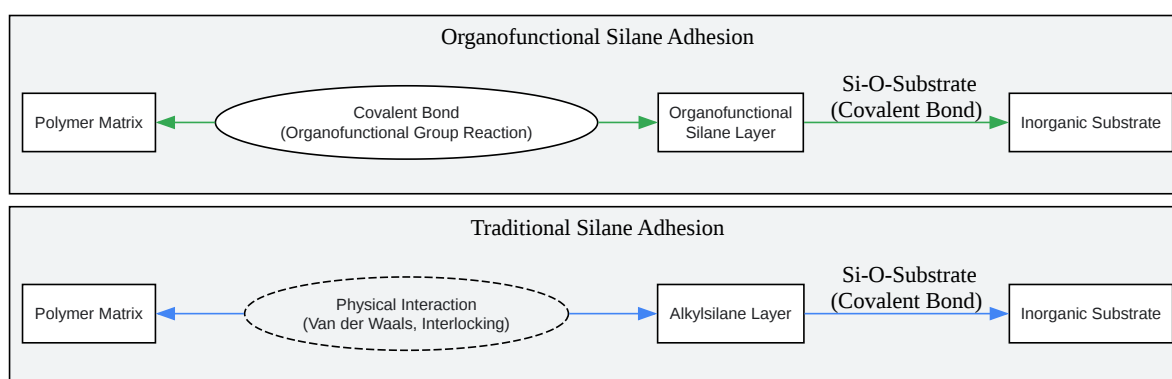 Organofunctional Silane Adhesion
Polymer Matrix
Covalent Bond
(Organofunctional Group Reaction)
Organofunctional
Silane Layer
Si-O-Substrate
(Covalent Bond)
Inorganic Substrate
Traditional Silane Adhesion
Polymer Matrix
Physical Interaction
(Van der Waals, Interlocking)
Alkylsilane Layer
Si-O-Substrate
(Covalent Bond)
Inorganic Substrate